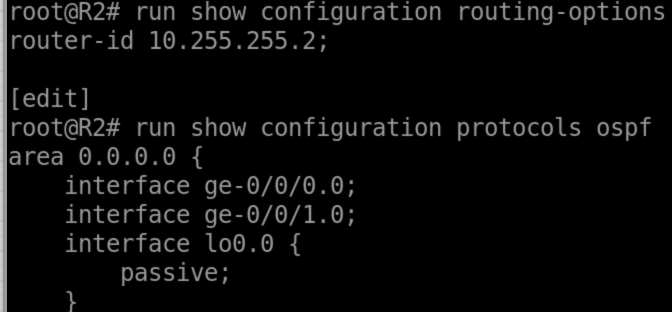 root@R2# run show configuration routing-options
router-id 10.255.255.2;
[edit]
root@R2# run show configuration protocols ospf
area 0.0.0.0 {
    interface ge-0/0/0.0;
    interface ge-0/0/1.0;
    interface lo0.0 {
        passive;
    }